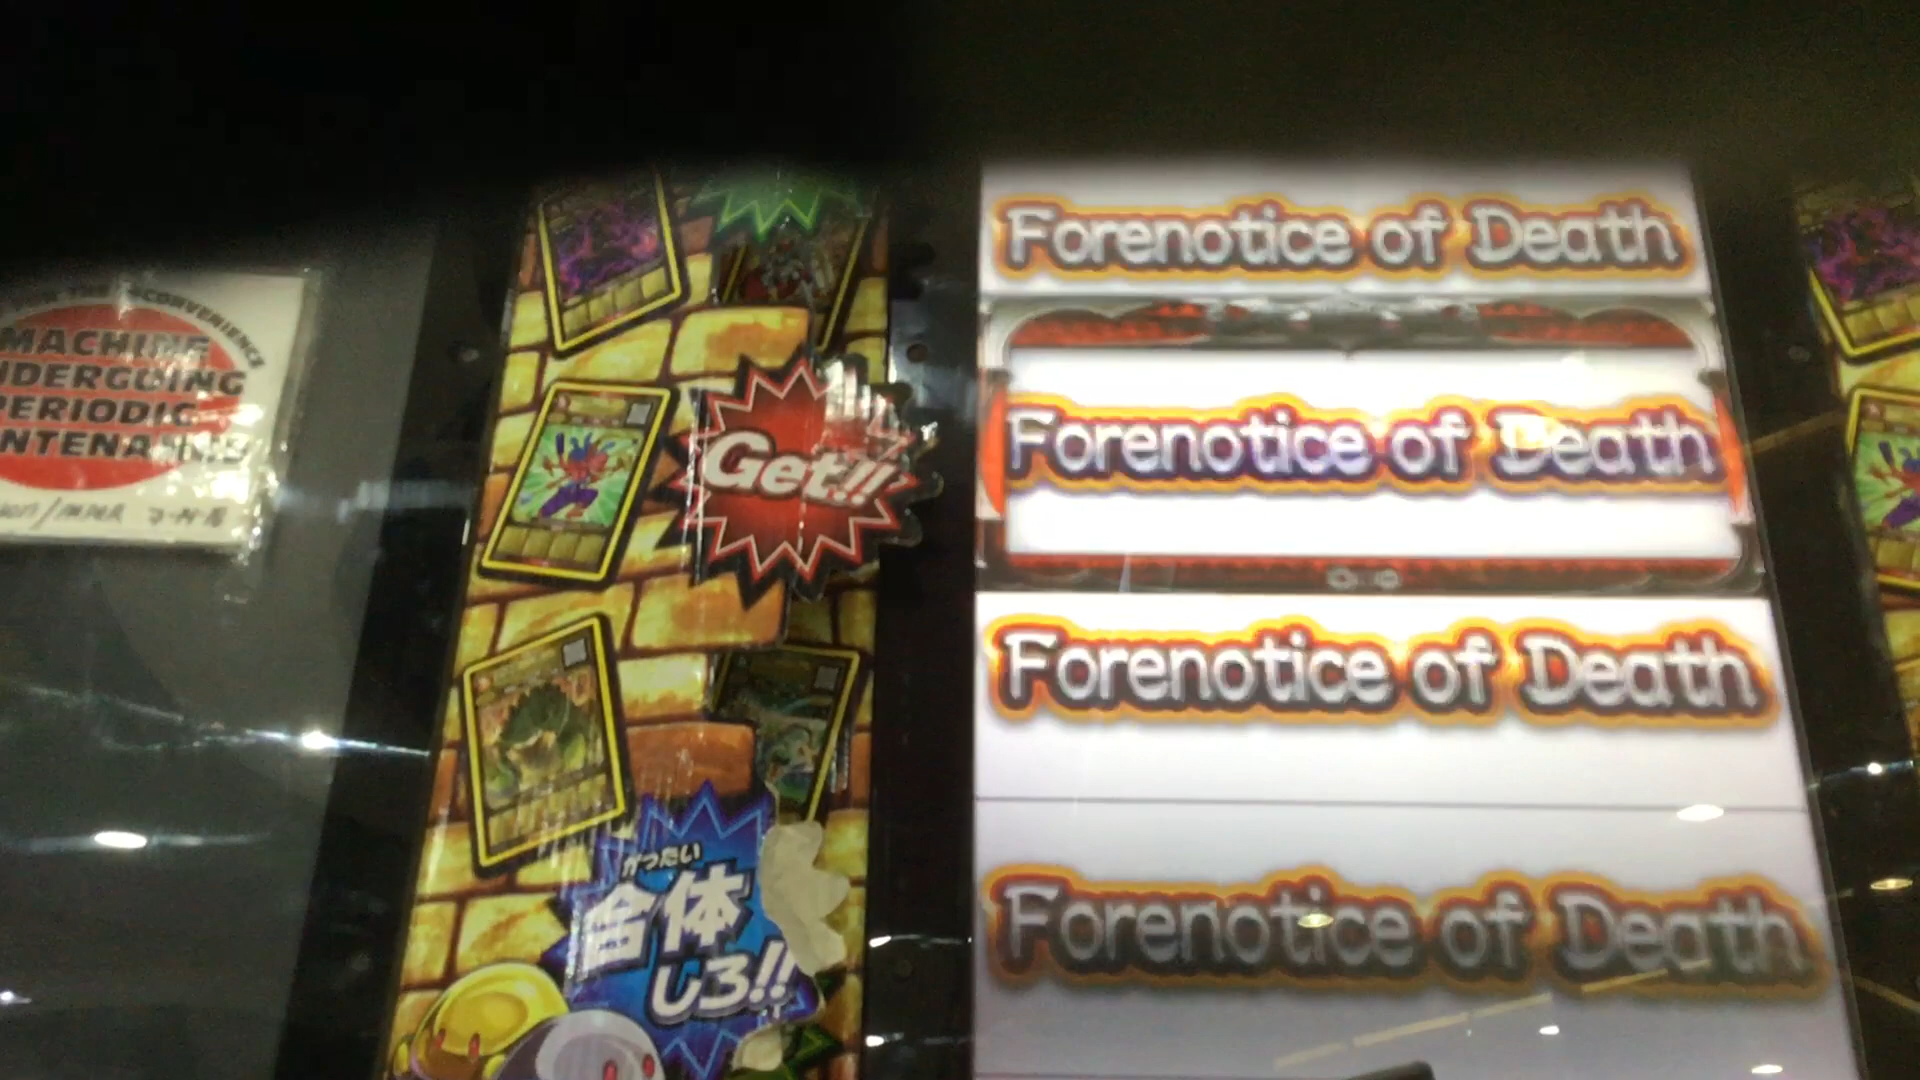 INCONVENIENCE
MACHINE
UNDERGOING
PERIODIC
Get!!
がったい
合体
しろ!!
Forenotice of Death
Forenotice of Death
Forenotice of Death
Forenotice of Death